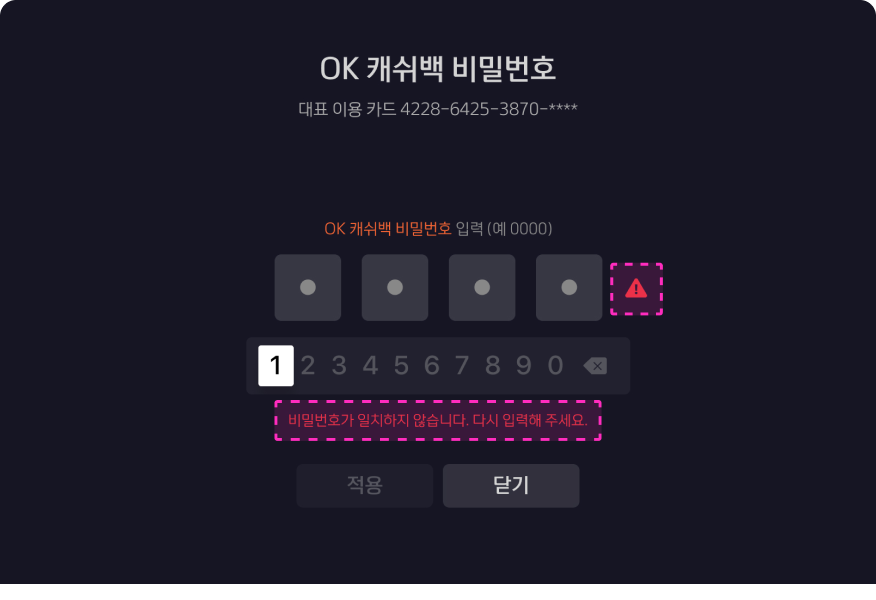 OK 캐쉬백 비밀번호
대표 이용 카드 4228-6425-3870-****
OK 캐쉬백 비밀번호 입력 (예 0000)
1 2 3 4 5 6 7 8 9 0
비밀번호가 일치하지 않습니다. 다시 입력해 주세요.
적용 닫기